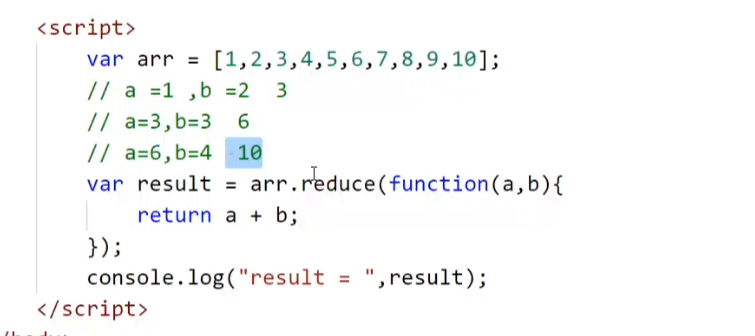 <script>
var arr = [1,2,3,4,5,6,7,8,9,10];
// a =1 ,b =2  3
// a=3,b=3  6
// a=6,b=4  10
var result = arr.reduce(function(a,b){
return a + b;
});
console.log("result = ",result);
</script>